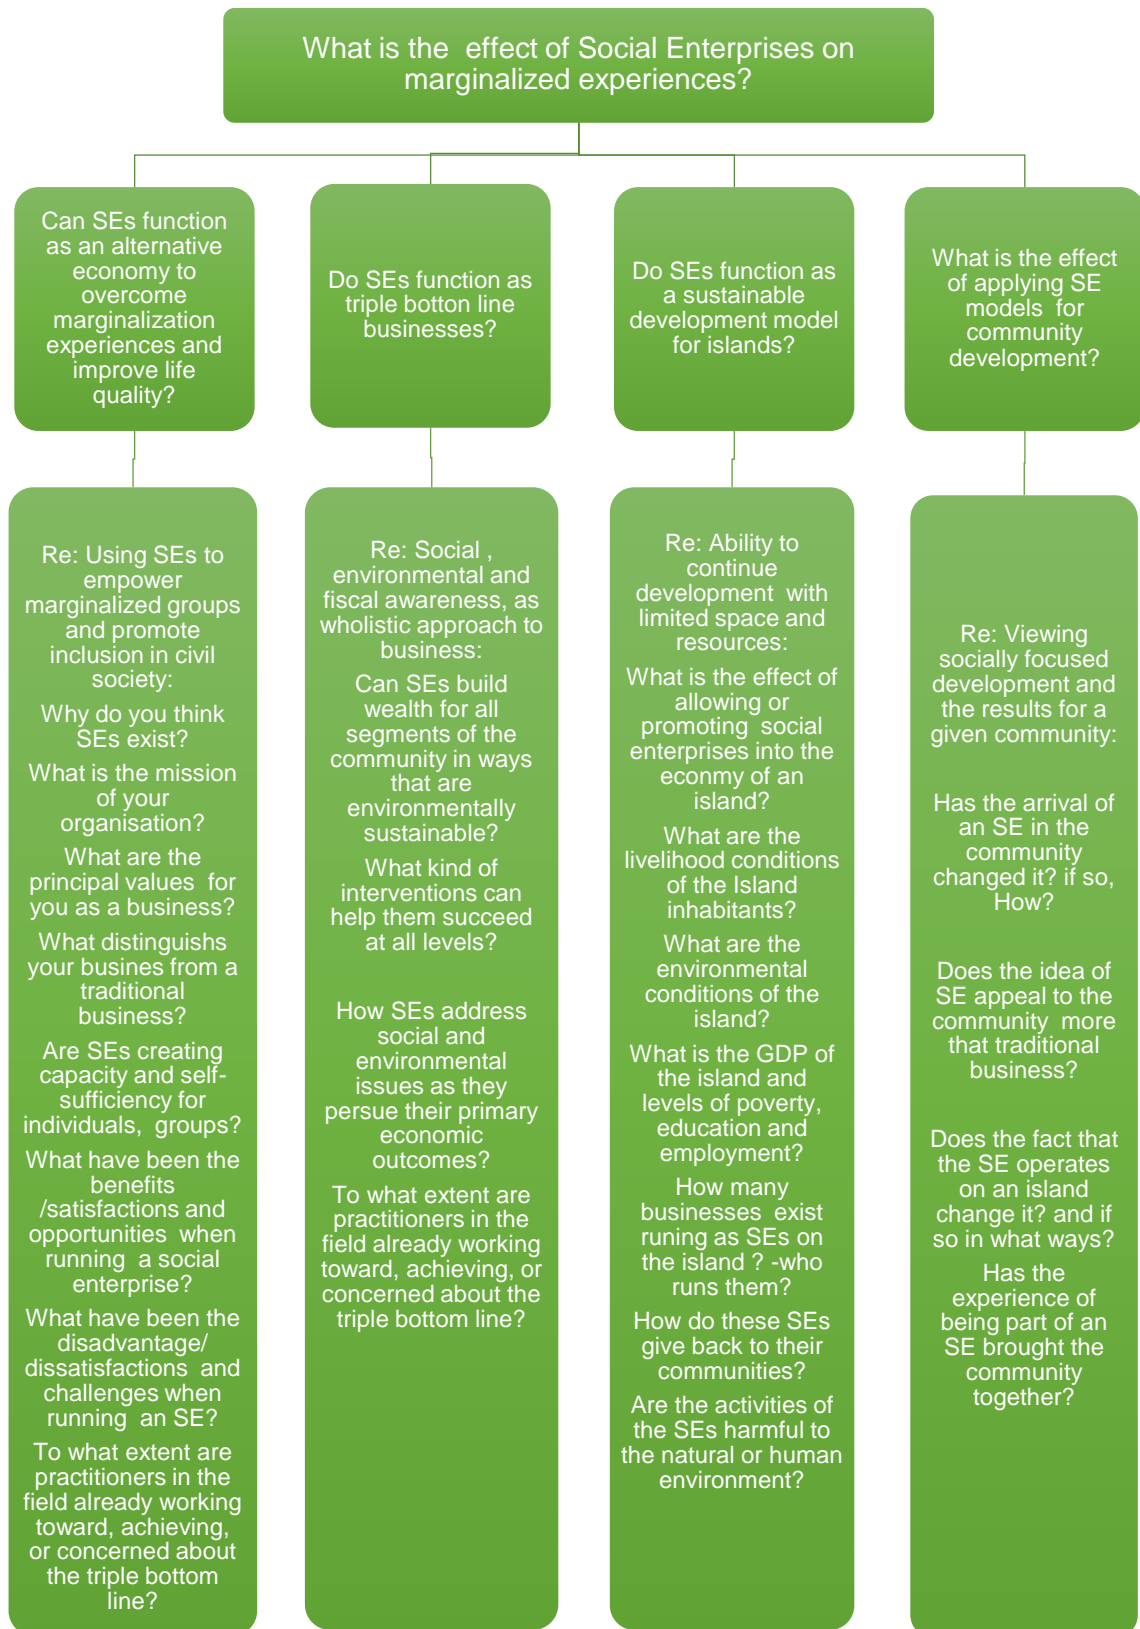 What is the effect of Social Enterprises on
marginalized experiences?
Can SEs function
as an alternative
economy to
overcome
marginalization
experiences and
improve life
quality?
Do SEs function as
triple botton line
businesses?
Do SEs function as
a sustainable
development model
for islands?
What is the effect
of applying SE
models for
community
development?
Re: Using SEs to
empower
marginalized groups
and promote
inclusion in civil
society:
Why do you think
SEs exist?
What is the mission
of your
organisation?
What are the
principal values for
you as a business?
What distinguishs
your busines from a
traditional
business?
Are SEs creating
capacity and self-
sufficiency for
individuals, groups?
What have been the
benefits
/satisfactions and
opportunities when
running a social
enterprise?
What have been the
disadvantage/
dissatisfactions and
challenges when
running an SE?
To what extent are
practitioners in the
field already working
toward, achieving,
or concerned about
the triple bottom
line?
Re: Social ,
environmental and
fiscal awareness, as
wholistic approach to
business:
Can SEs build
wealth for all
segments of the
community in ways
that are
environmentally
sustainable?
What kind of
interventions can
help them succeed
at all levels?
How SEs address
social and
environmental
issues as they
persue their primary
economic
outcomes?
To what extent are
practitioners in the
field already working
toward, achieving, or
concerned about the
triple bottom line?
Re: Ability to
continue
development with
limited space and
resources:
What is the effect of
allowing or
promoting social
enterprises into the
econmy of an
island?
What are the
livelihood conditions
of the Island
inhabitants?
What are the
environmental
conditions of the
island?
What is the GDP of
the island and
levels of poverty,
education and
employment?
How many
businesses exist
runing as SEs on
the island ? -who
runs them?
How do these SEs
give back to their
communities?
Are the activities of
the SEs harmful to
the natural or human
environment?
Re: Viewing
socially focused
development and
the results for a
given community:
Has the arrival of
an SE in the
community
changed it? if so,
How?
Does the idea of
SE appeal to the
community more
that traditional
business?
Does the fact that
the SE operates
on an island
change it? and if
so in what ways?
Has the
experience of
being part of an
SE brought the
community
together?